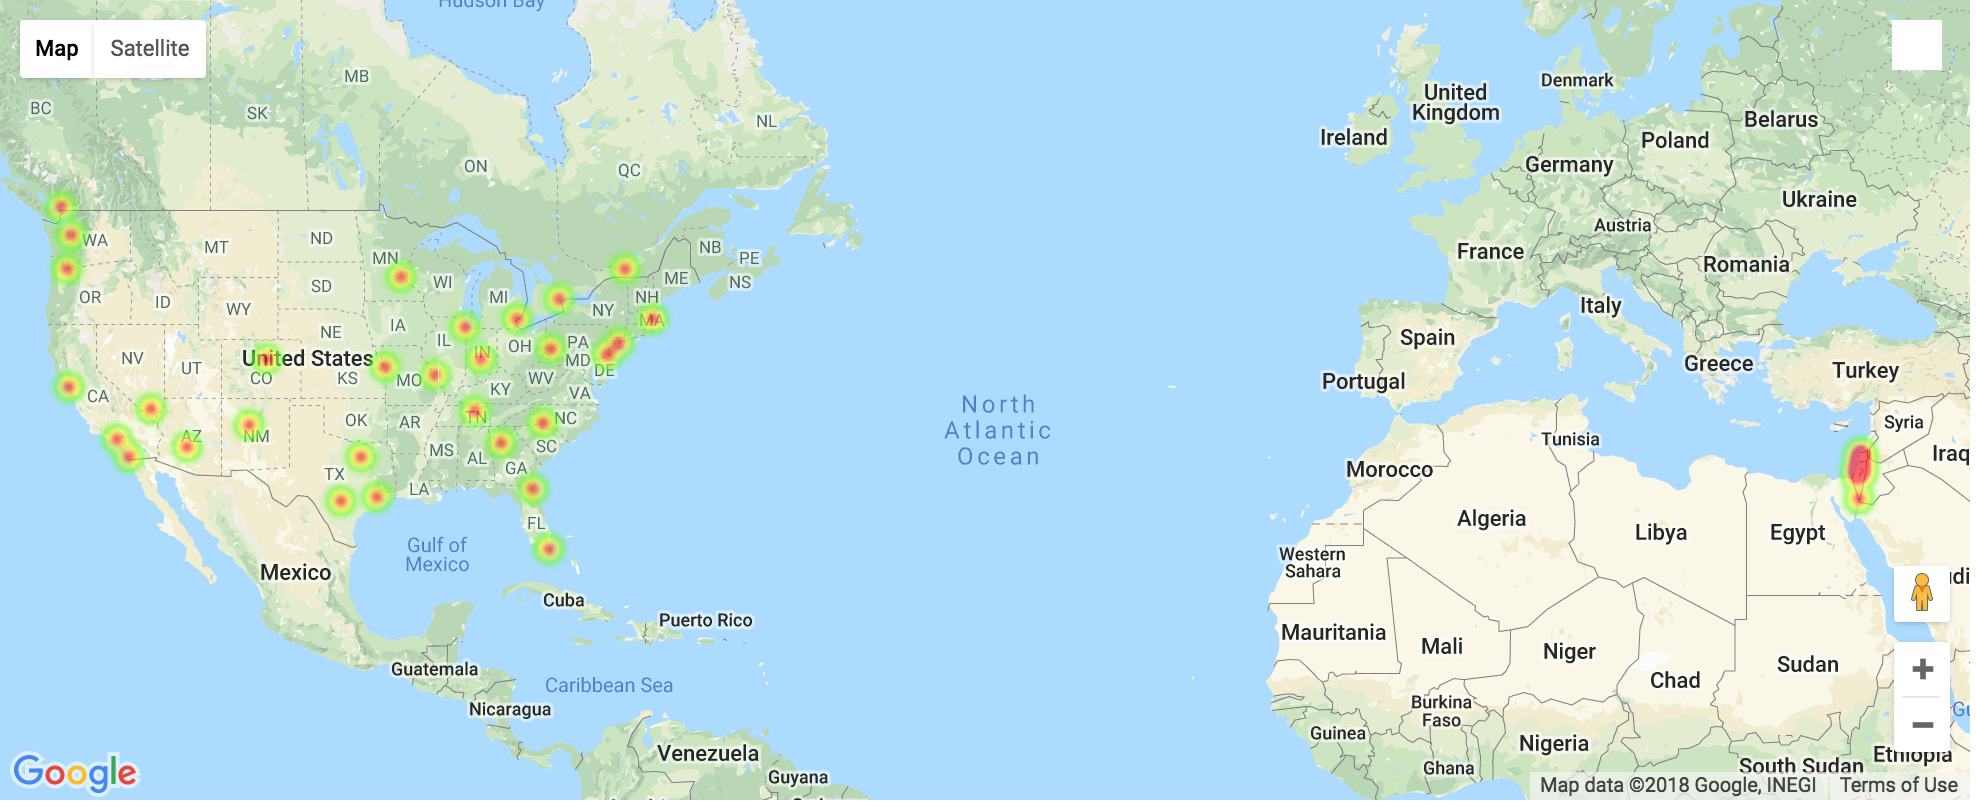 Hudson Bay
Map
Satellite
BC
MB
SK
NL
ON
QC
Denmark
United
Kingdom
Ireland
Belarus
Poland
Germany
Ukraine
Austria
France
Romania
Italy
Spain
Greece
Portugal
Turkey
WA
MT
ND
MN
NB
PE
ME
NS
OR
ID
SD
WI
MI
NH
WY
NY
MA
NE
IA
IL
NV
UT
United States
CO
KS
MO
IN
OH
PA
MD
DE
WV
KY
VA
CA
OK
AR
TN
NC
AZ
NM
MS
AL
SC
GA
TX
LA
FL
North
Atlantic
Ocean
Tunisia
Syria
Iraq
Morocco
Algeria
Libya
Egypt
Gulf of
Mexico
Mexico
Western
Sahara
Cuba
Puerto Rico
Mauritania
Mali
Niger
Chad
Sudan
Guatemala
Caribbean Sea
Nicaragua
Burkina
Faso
Guinea
Nigeria
Ghana
Venezuela
Guyana
South Sudan
Ethiopia
Google
Map data ©2018 Google, INEGI
Terms of Use